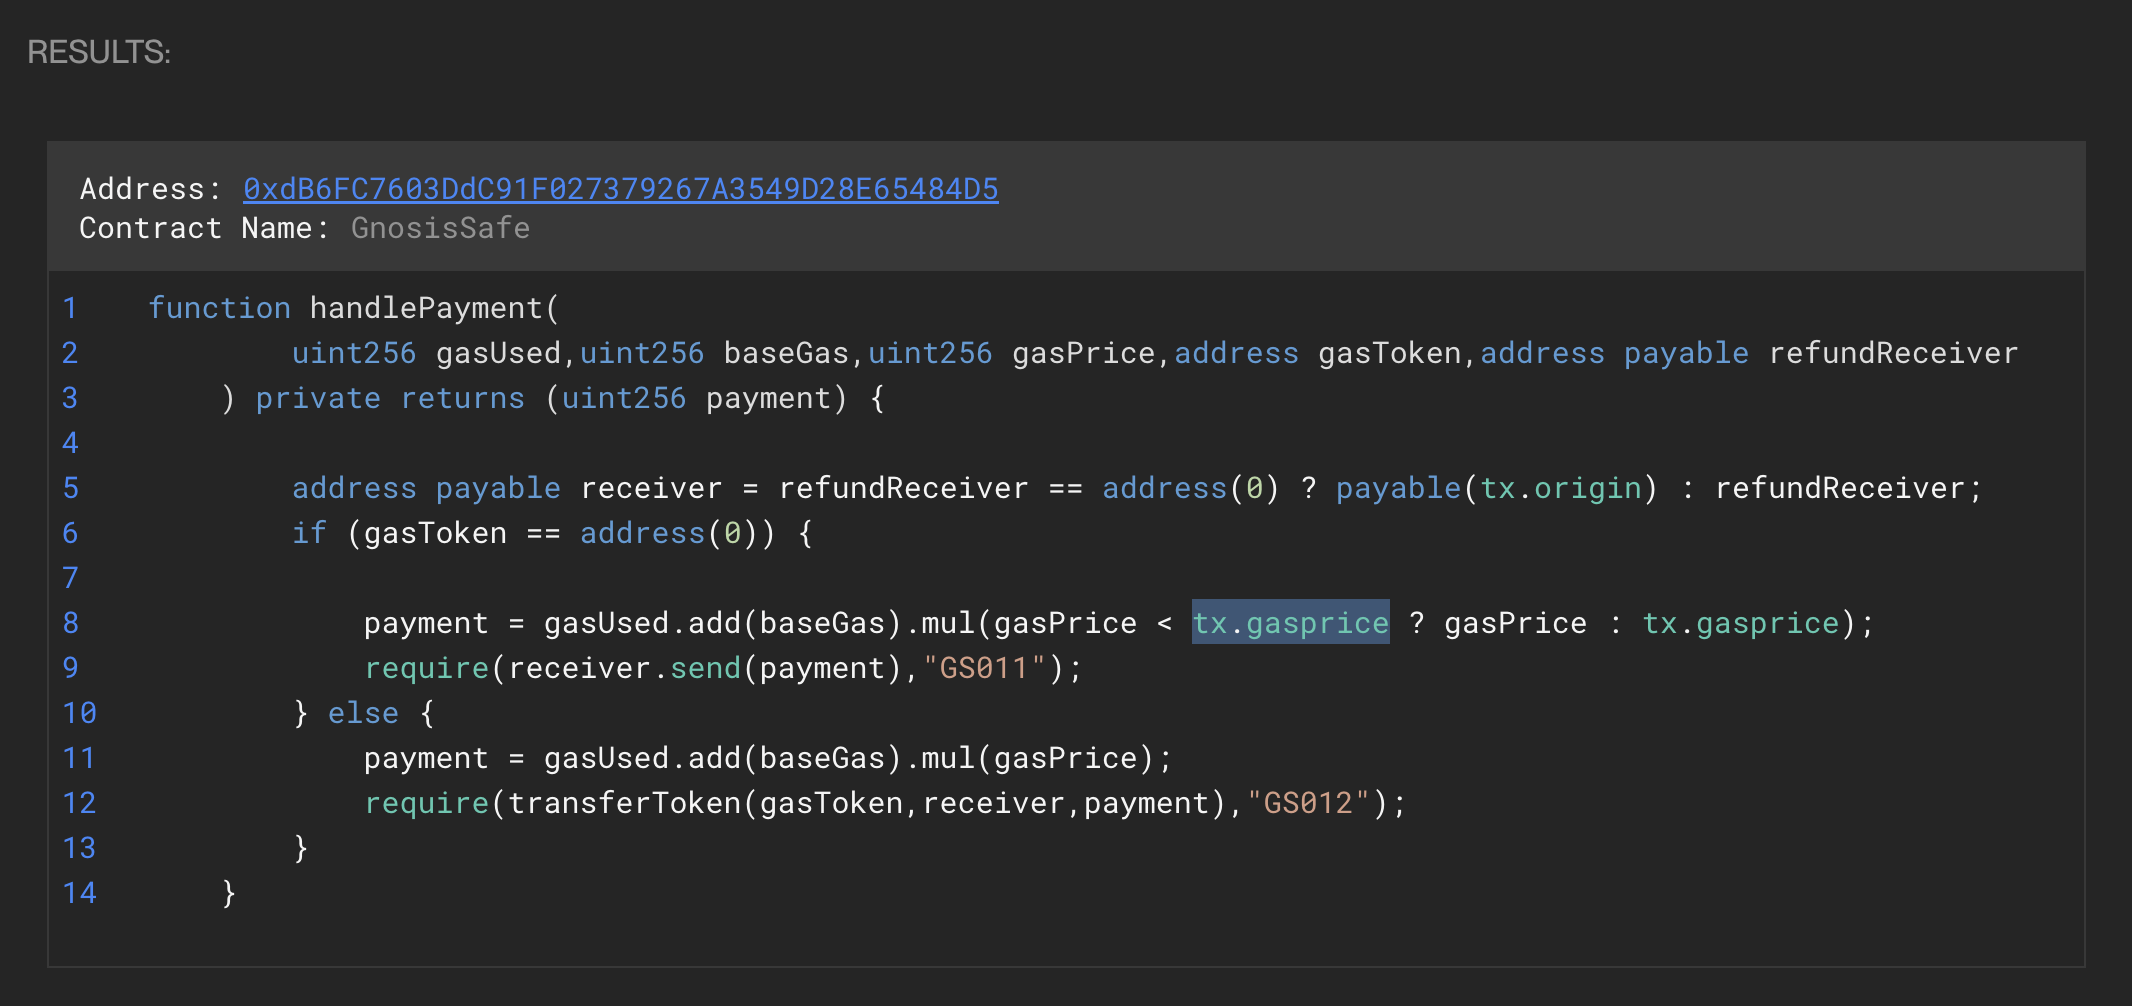 RESULTS:
Address: 0xdB6FC7603DdC91F027379267A3549D28E65484D5
Contract Name: GnosisSafe
1 function handlePayment(
2 uint256 gasUsed,uint256 baseGas,uint256 gasPrice,address gasToken,address payable refundReceiver
3 ) private returns (uint256 payment) {
4
5 address payable receiver = refundReceiver == address(0) ? payable(tx.origin) : refundReceiver;
6 if (gasToken == address(0)) {
7
8 payment = gasUsed.add(baseGas).mul(gasPrice < tx.gasprice ? gasPrice : tx.gasprice);
9 require(receiver.send(payment),"GS011");
10 } else {
11 payment = gasUsed.add(baseGas).mul(gasPrice);
12 require(transferToken(gasToken,receiver,payment),"GS012");
13 }
14 }